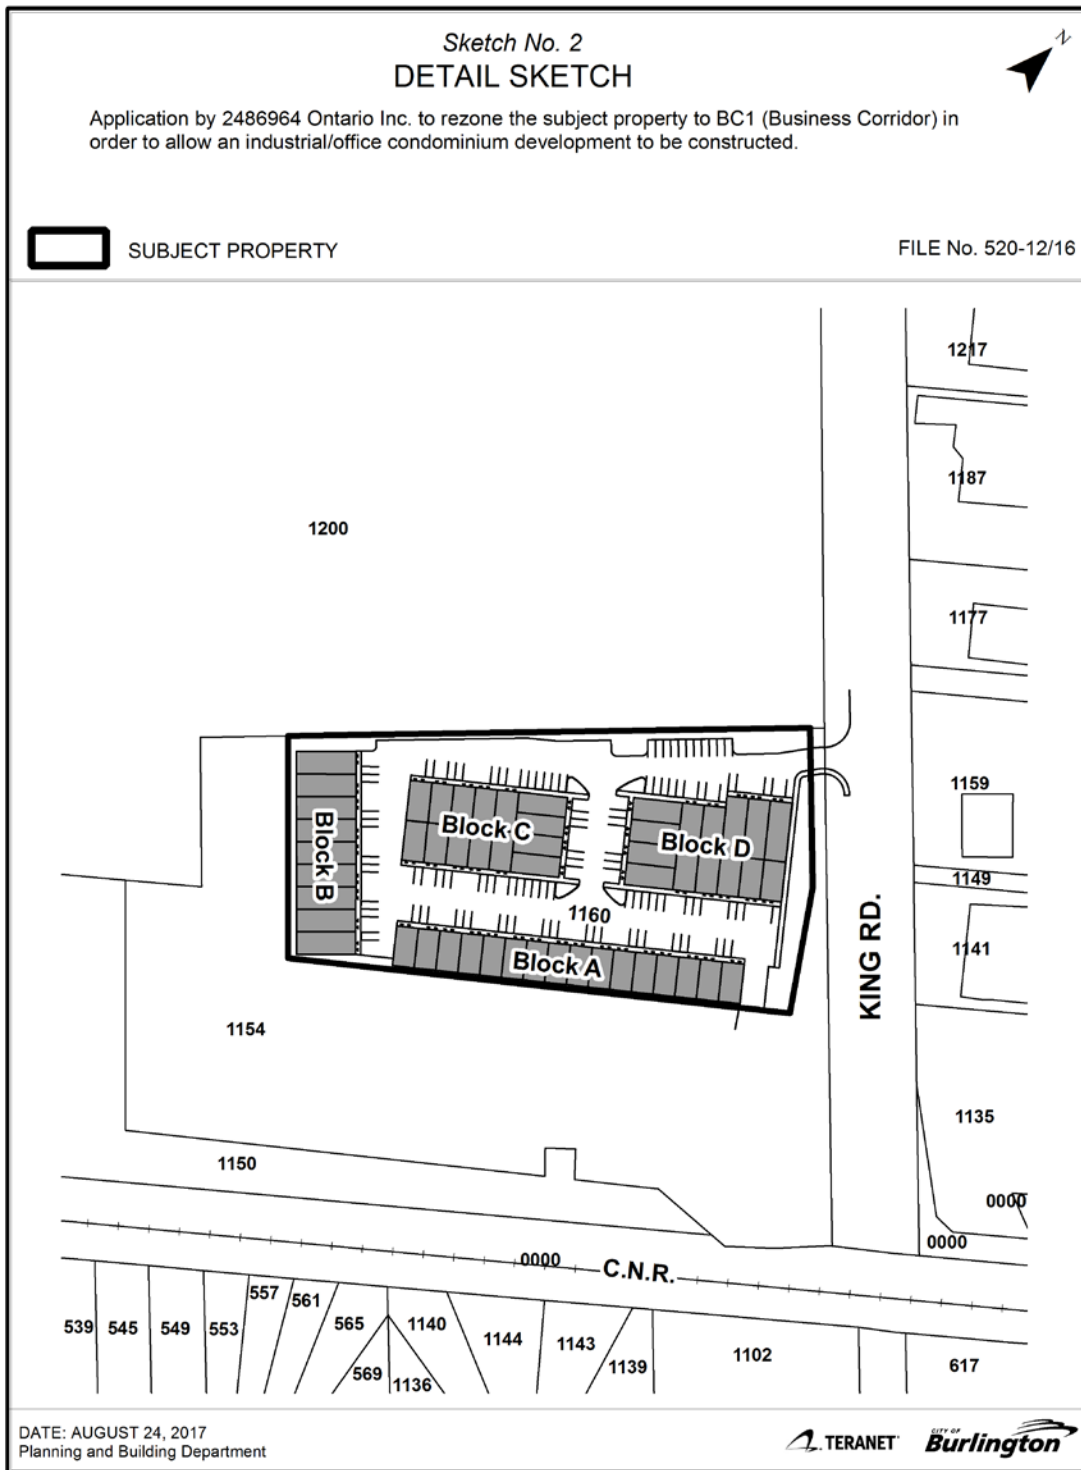 Sketch No. 2
N
DETAIL SKETCH
Application by 2486964 Ontario Inc. to rezone the subject property to BC1 (Business Corridor) in
order to allow an industrial/office condominium development to be constructed.
SUBJECT PROPERTY
FILE No. 520-12/16
1217
1187
1200
1177
1159
Block B
Block C
Block D
1149
1160
KING RD.
1141
Block A
1154
1135
1150
0000
0000
0000
C.N.R.
557
561
539
545
549
553
565
1140
1144
1143
569
1136
1139
1102
617
DATE: AUGUST 24, 2017
Planning and Building Department
TERANET
CITY OF
Burlington